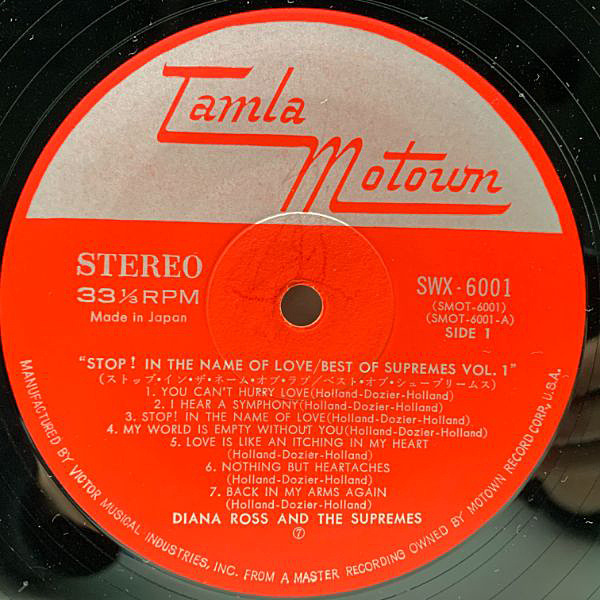 Tamla
Motown
STEREO
33 1/3 RPM
Made in Japan
SWX-6001
(SMOT-6001)
(SMOT-6001-A)
SIDE 1
"STOP! IN THE NAME OF LOVE/BEST OF SUPREMES VOL. 1"
(ストップ・イン・ザ・ネーム・オブ・ラブ/ベスト・オブ・シュープリームス)
1. YOU CAN'T HURRY LOVE(Holland-Dozier-Holland)
2. I HEAR A SYMPHONY(Holland-Dozier-Holland)
3. STOP! IN THE NAME OF LOVE(Holland-Dozier-Holland)
4. MY WORLD IS EMPTY WITHOUT YOU(Holland-Dozier-Holland)
5. LOVE IS LIKE AN ITCHING IN MY HEART
(Holland-Dozier-Holland)
6. NOTHING BUT HEARTACHES
(Holland-Dozier-Holland)
7. BACK IN MY ARMS AGAIN
(Holland-Dozier-Holland)
DIANA ROSS AND THE SUPREMES
⑦
MANUFACTURED BY VICTOR MUSICAL INDUSTRIES, INC. FROM A MASTER RECORDING OWNED BY MOTOWN RECORD CORP., U.S.A.